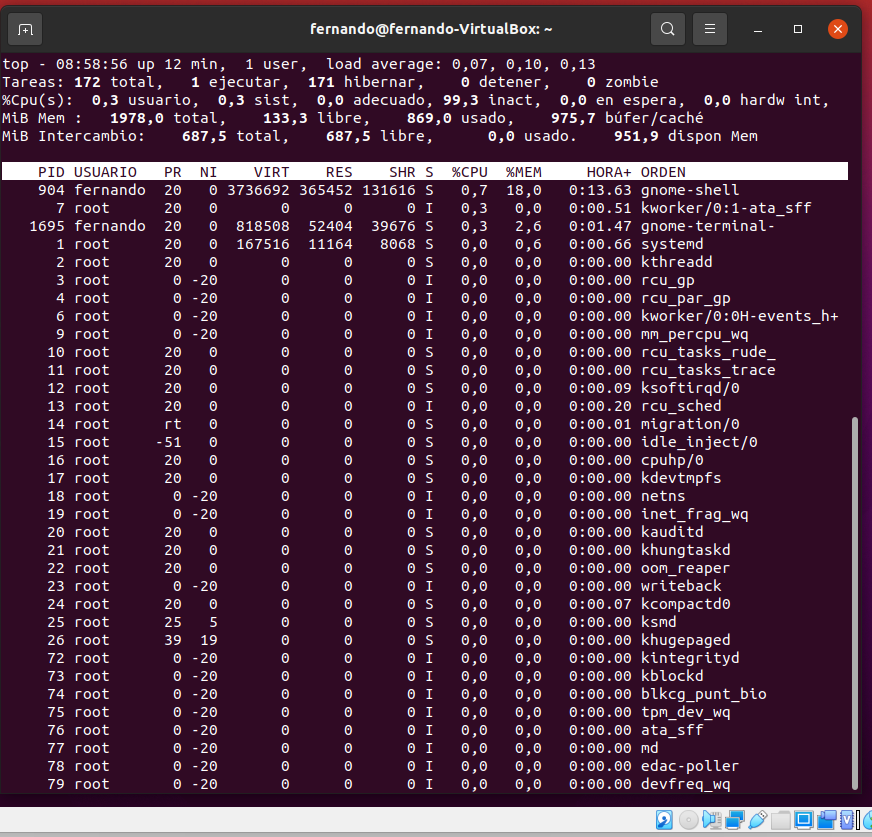 fernando@fernando-VirtualBox: ~
top - 08:58:56 up 12 min,  1 user,  load average: 0,07, 0,10, 0,13
Tareas: 172 total,   1 ejecutar,  171 hibernar,    0 detener,    0 zombie
%Cpu(s):  0,3 usuario,  0,3 sist,  0,0 adecuado, 99,3 inact,  0,0 en espera,  0,0 hardw int,
MiB Mem :   1978,0 total,    133,3 libre,    869,0 usado,    975,7 búfer/caché
MiB Intercambio:    687,5 total,    687,5 libre,      0,0 usado.    951,9 dispon Mem
PID USUARIO   PR  NI    VIRT    RES    SHR S  %CPU  %MEM     HORA+ ORDEN
904 fernando  20   0 3736692 365452 131616 S   0,7  18,0   0:13.63 gnome-shell
7 root      20   0       0      0      0 I   0,3   0,0   0:00.51 kworker/0:1-ata_sff
1695 fernando  20   0  818508  52404  39676 S   0,3   2,6   0:01.47 gnome-terminal-
1 root      20   0  167516  11164   8068 S   0,0   0,6   0:00.66 systemd
2 root      20   0       0      0      0 S   0,0   0,0   0:00.00 kthreadd
3 root       0 -20       0      0      0 I   0,0   0,0   0:00.00 rcu_gp
4 root       0 -20       0      0      0 I   0,0   0,0   0:00.00 rcu_par_gp
6 root       0 -20       0      0      0 I   0,0   0,0   0:00.00 kworker/0:0H-events_h+
9 root       0 -20       0      0      0 I   0,0   0,0   0:00.00 mm_percpu_wq
10 root      20   0       0      0      0 S   0,0   0,0   0:00.00 rcu_tasks_rude_
11 root      20   0       0      0      0 S   0,0   0,0   0:00.00 rcu_tasks_trace
12 root      20   0       0      0      0 S   0,0   0,0   0:00.09 ksoftirqd/0
13 root      20   0       0      0      0 I   0,0   0,0   0:00.20 rcu_sched
14 root      rt   0       0      0      0 S   0,0   0,0   0:00.01 migration/0
15 root     -51   0       0      0      0 S   0,0   0,0   0:00.00 idle_inject/0
16 root      20   0       0      0      0 S   0,0   0,0   0:00.00 cpuhp/0
17 root      20   0       0      0      0 S   0,0   0,0   0:00.00 kdevtmpfs
18 root       0 -20       0      0      0 I   0,0   0,0   0:00.00 netns
19 root       0 -20       0      0      0 I   0,0   0,0   0:00.00 inet_frag_wq
20 root      20   0       0      0      0 S   0,0   0,0   0:00.00 kauditd
21 root      20   0       0      0      0 S   0,0   0,0   0:00.00 khungtaskd
22 root      20   0       0      0      0 S   0,0   0,0   0:00.00 oom_reaper
23 root       0 -20       0      0      0 I   0,0   0,0   0:00.00 writeback
24 root      20   0       0      0      0 S   0,0   0,0   0:00.07 kcompactd0
25 root      25   5       0      0      0 S   0,0   0,0   0:00.00 ksmd
26 root      39  19       0      0      0 S   0,0   0,0   0:00.00 khugepaged
72 root       0 -20       0      0      0 I   0,0   0,0   0:00.00 kintegrityd
73 root       0 -20       0      0      0 I   0,0   0,0   0:00.00 kblockd
74 root       0 -20       0      0      0 I   0,0   0,0   0:00.00 blkcg_punt_bio
75 root       0 -20       0      0      0 I   0,0   0,0   0:00.00 tpm_dev_wq
76 root       0 -20       0      0      0 I   0,0   0,0   0:00.00 ata_sff
77 root       0 -20       0      0      0 I   0,0   0,0   0:00.00 md
78 root       0 -20       0      0      0 I   0,0   0,0   0:00.00 edac-poller
79 root       0 -20       0      0      0 I   0,0   0,0   0:00.00 devfreq_wq